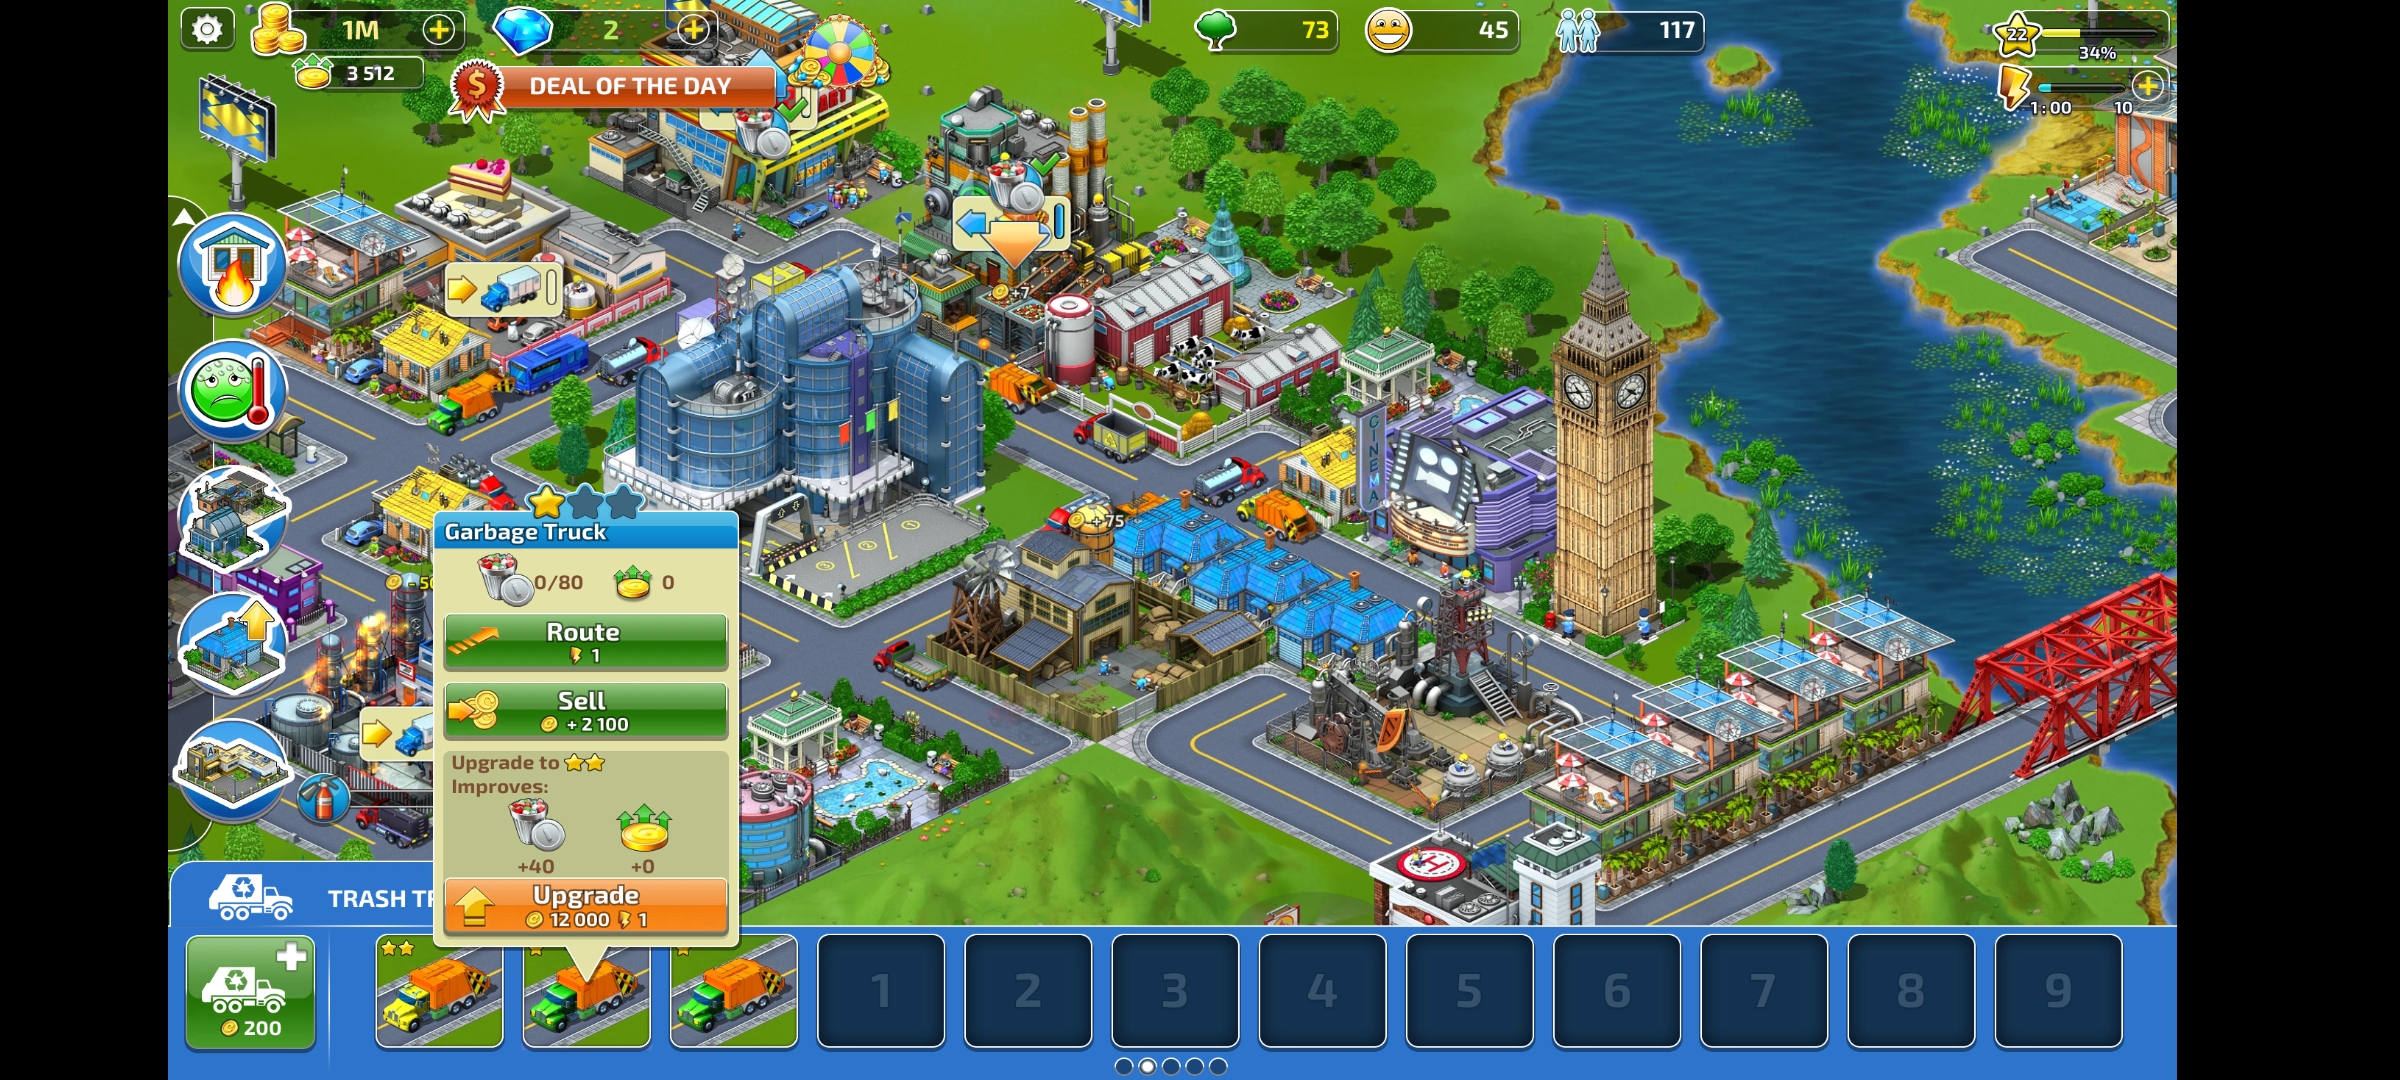 1M
2
73
45
117
22
34%
3 512
DEAL OF THE DAY
1:00
10
+7
CINEMA
+75
Garbage Truck
0/80
0
Route
1
Sell
+ 2 100
Upgrade to
Improves:
+40
+0
Upgrade
12 000
1
TRASH
200
1
2
3
4
5
6
7
8
9